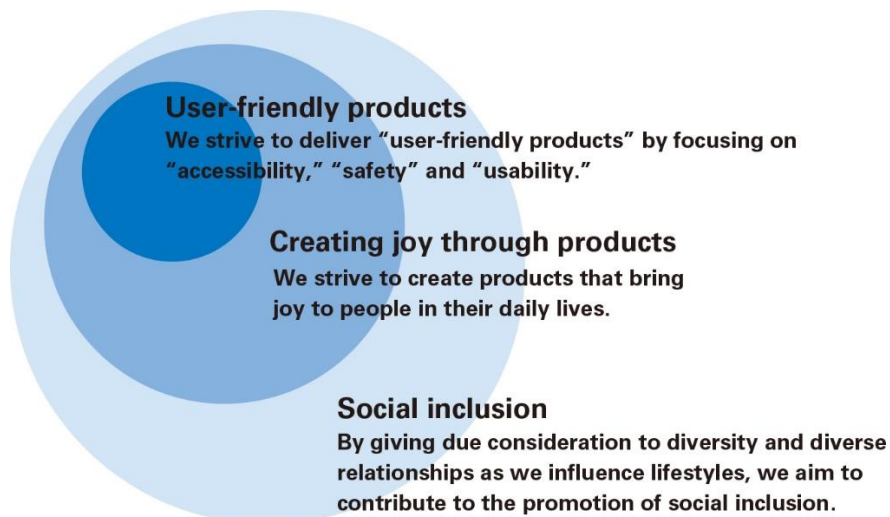 User-friendly products
We strive to deliver “user-friendly products” by focusing on
“accessibility,” “safety” and “usability.”
Creating joy through products
We strive to create products that bring
joy to people in their daily lives.
Social inclusion
By giving due consideration to diversity and diverse
relationships as we influence lifestyles, we aim to
contribute to the promotion of social inclusion.